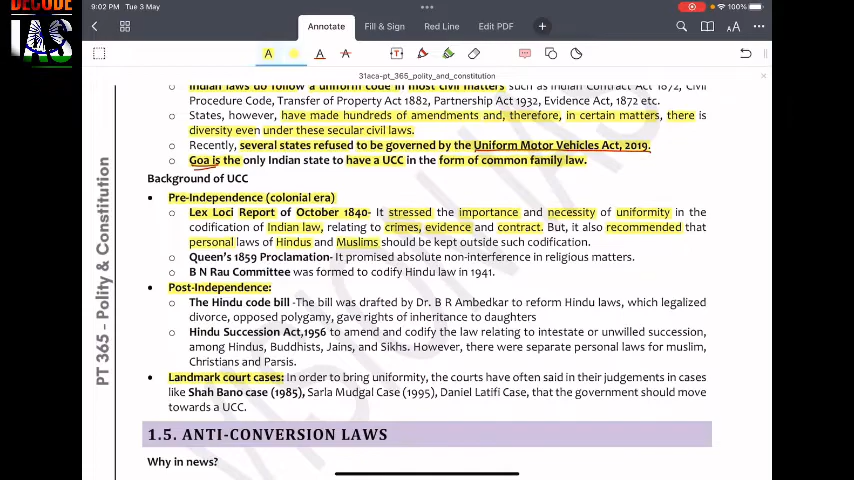 DECODE
IAS
9:02 PM Tue 3 May
100%
Annotate
Fill & Sign
Red Line
Edit PDF
31aca-pt_365_polity_and_constitution
PT 365 - Polity & Constitution
Indian laws do follow a uniform code in most civil matters such as Indian Contract Act 1872, Civil
Procedure Code, Transfer of Property Act 1882, Partnership Act 1932, Evidence Act, 1872 etc.
States, however, have made hundreds of amendments and, therefore, in certain matters, there is
diversity even under these secular civil laws.
Recently, several states refused to be governed by the Uniform Motor Vehicles Act, 2019.
Goa is the only Indian state to have a UCC in the form of common family law.
Background of UCC
Pre-Independence (colonial era)
Lex Loci Report of October 1840- It stressed the importance and necessity of uniformity in the
codification of Indian law, relating to crimes, evidence and contract. But, it also recommended that
personal laws of Hindus and Muslims should be kept outside such codification.
Queen's 1859 Proclamation- It promised absolute non-interference in religious matters.
B N Rau Committee was formed to codify Hindu law in 1941.
Post-Independence:
The Hindu code bill -The bill was drafted by Dr. B R Ambedkar to reform Hindu laws, which legalized
divorce, opposed polygamy, gave rights of inheritance to daughters
Hindu Succession Act,1956 to amend and codify the law relating to intestate or unwilled succession,
among Hindus, Buddhists, Jains, and Sikhs. However, there were separate personal laws for muslim,
Christians and Parsis.
Landmark court cases: In order to bring uniformity, the courts have often said in their judgements in cases
like Shah Bano case (1985), Sarla Mudgal Case (1995), Daniel Latifi Case, that the government should move
towards a UCC.
1.5. ANTI-CONVERSION LAWS
Why in news?